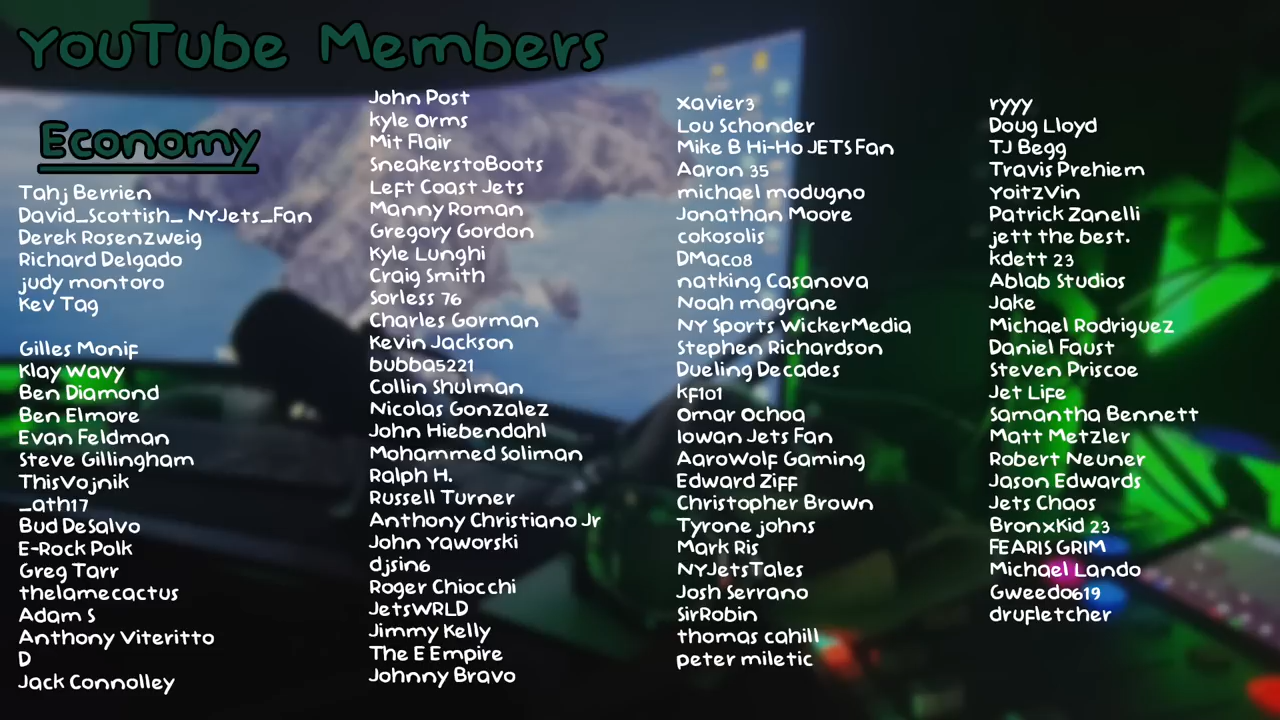 YouTube Members
Economy
Tahj Berrien
David_Scottish_ NYJets_Fan
Derek Rosenzweig
Richard Delgado
judy montoro
Kev Tag
Gilles Monif
Klay Wavy
Ben Diamond
Ben Elmore
Evan Feldman
Steve Gillingham
ThisVojnik
_ath17
Bud DeSalvo
E-Rock Polk
Greg Tarr
thelamecactus
Adam S
Anthony Viteritto
D
Jack Connolley
John Post
kyle Orms
Mit Flair
SneakerstoBoots
Left Coast Jets
Manny Roman
Gregory Gordon
Kyle Lunghi
Craig Smith
Sorless 76
Charles Gorman
Kevin Jackson
bubba5221
Collin Shulman
Nicolas Gonzalez
John Hiebendahl
Mohammed Soliman
Ralph H.
Russell Turner
Anthony Christiano Jr
John Yaworski
djsin6
Roger Chiocchi
JetsWRLD
Jimmy Kelly
The E Empire
Johnny Bravo
Xavier3
Lou Schonder
Mike B Hi-Ho JETS Fan
Aaron 35
michael modugno
Jonathan Moore
cokosolis
DMac08
natking Casanova
Noah magrane
NY Sports WickerMedia
Stephen Richardson
Dueling Decades
kf101
Omar Ochoa
Iowan Jets Fan
AaroWolf Gaming
Edward Ziff
Christopher Brown
Tyrone johns
Mark Ris
NYJetsTales
Josh Serrano
SirRobin
thomas cahill
peter miletic
ryyy
Doug Lloyd
TJ Begg
Travis Prehiem
YoitzVin
Patrick Zanelli
jett the best.
kdett 23
Ablab Studios
Jake
Michael Rodriguez
Daniel Faust
Steven Priscoe
Jet Life
Samantha Bennett
Matt Metzler
Robert Neuner
Jason Edwards
Jets Chaos
BronxKid 23
FEARIS GRIM
Michael Lando
Gweedo619
drufletcher